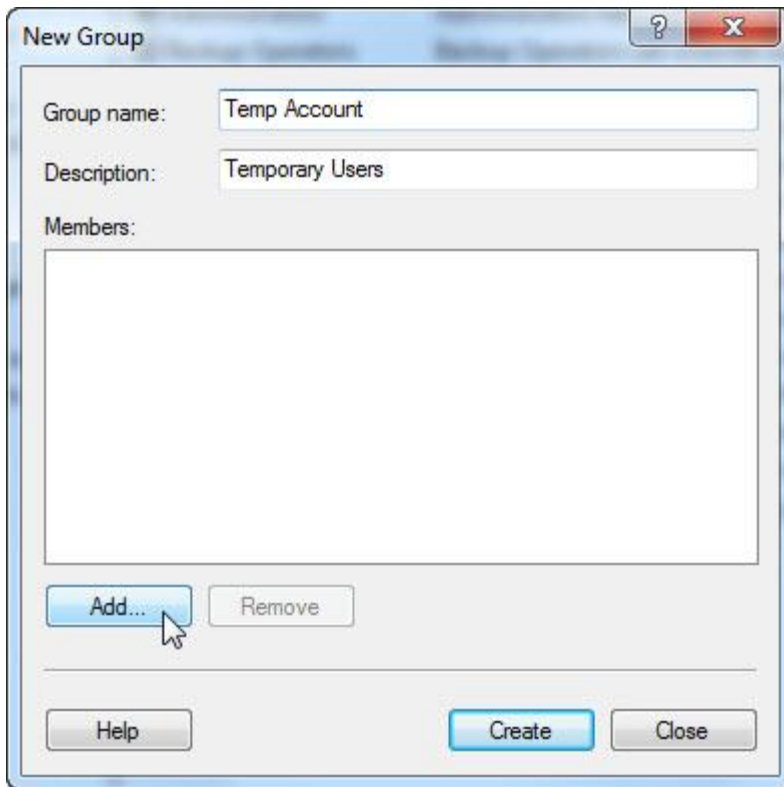 New Group
Group name: Temp Account
Description: Temporary Users
Members:
Add... Remove
Help Create Close